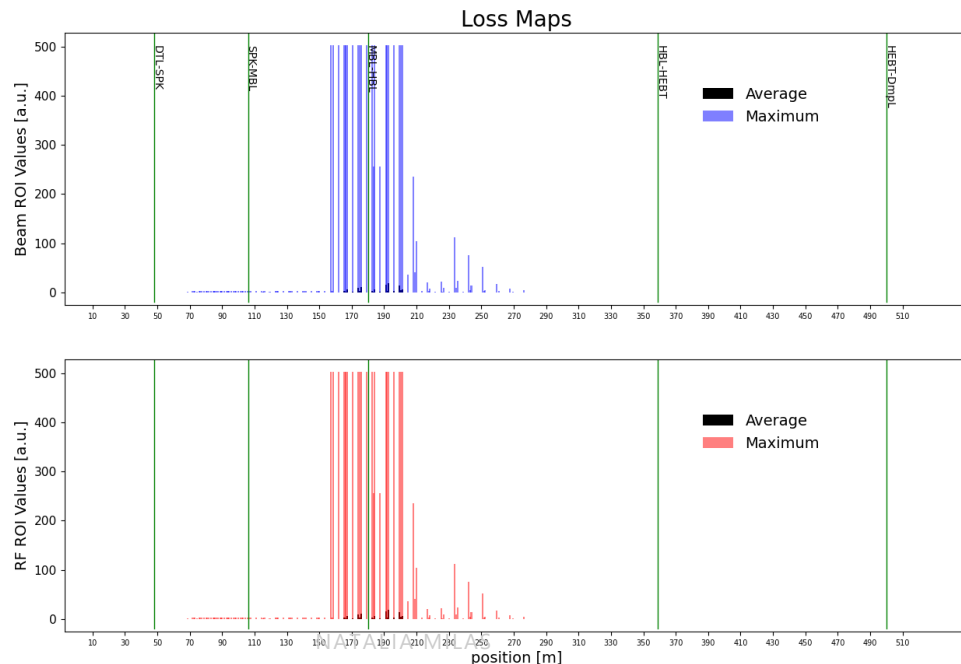 Loss Maps
Beam ROI Values [a.u.]
500
400
300
200
100
0
DTL-SPK
SPK-MBL
MBL-HBL
HBL-HEBT
HEBT-DmpL
Average
Maximum
10 30 50 70 90 110 130 150 170 190 210 230 250 270 290 310 330 350 370 390 410 430 450 470 490 510
RF ROI Values [a.u.]
500
400
300
200
100
0
Average
Maximum
10 30 50 70 90 110 130 150 170 190 210 230 250 270 290 310 330 350 370 390 410 430 450 470 490 510
NATALIA MILAS
position [m]